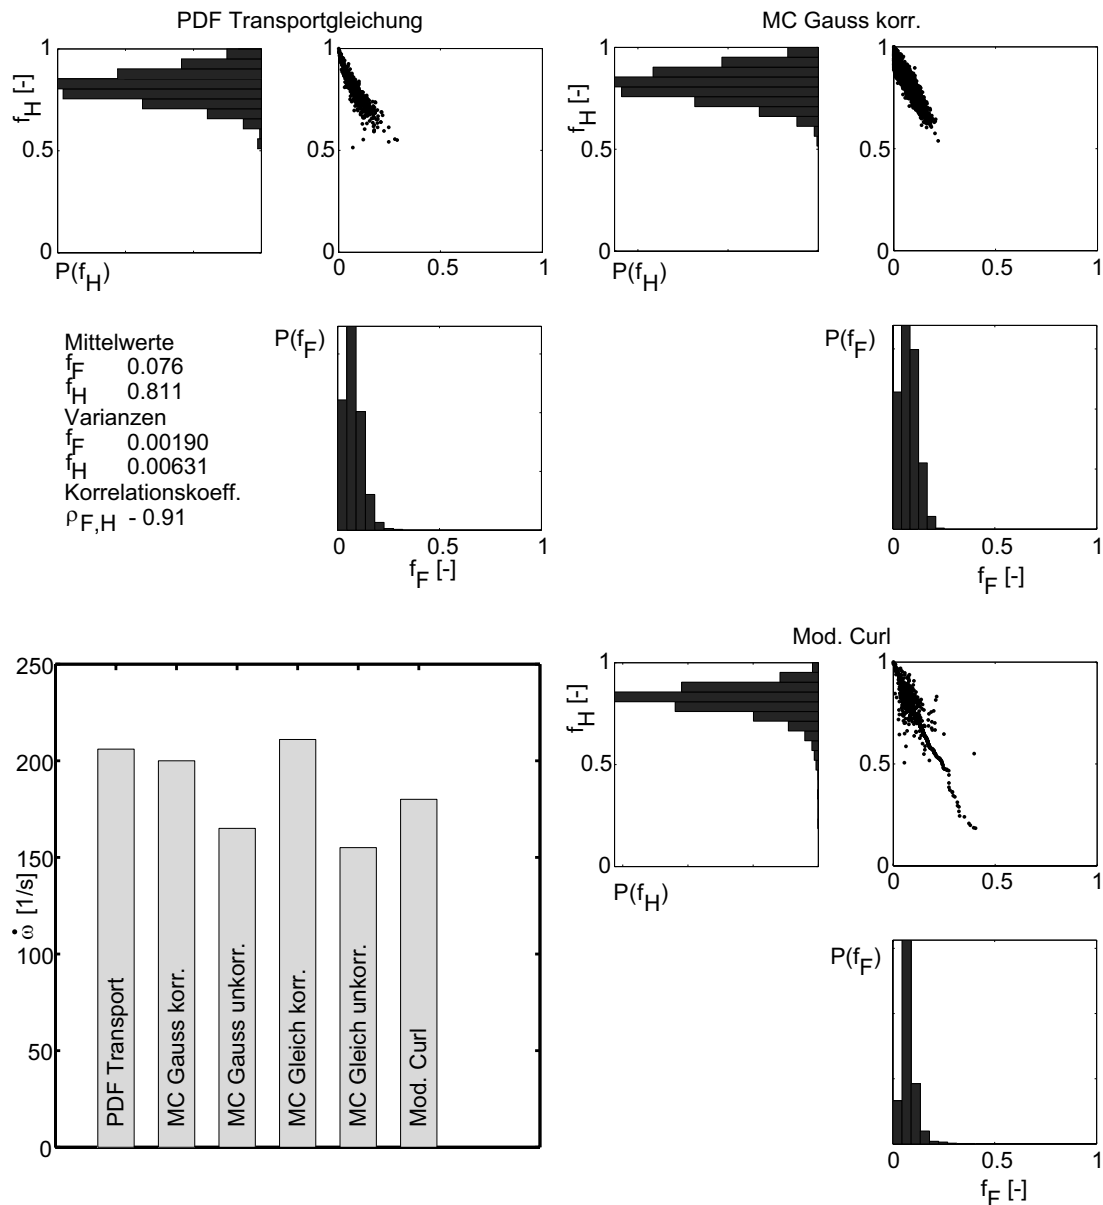 PDF Transportgleichung
1
f_H [-]
0.5
0
P(f_H)
1
0.5
0
0 0.5 1
P(f_F)
0 0.5 1
f_F [-]
Mittelwerte
f_F 0.076
f_H 0.811
Varianzen
f_F 0.00190
f_H 0.00631
Korrelationskoeff.
ρ_F,H - 0.91
MC Gauss korr.
1
f_H [-]
0.5
0
P(f_H)
1
0.5
0
0 0.5 1
P(f_F)
0 0.5 1
f_F [-]
250
200
150
100
50
0
ω̇ [1/s]
PDF Transport
MC Gauss korr.
MC Gauss unkorr.
MC Gleich korr.
MC Gleich unkorr.
Mod. Curl
Mod. Curl
1
f_H [-]
0.5
0
P(f_H)
1
0.5
0
0 0.5 1
P(f_F)
0 0.5 1
f_F [-]